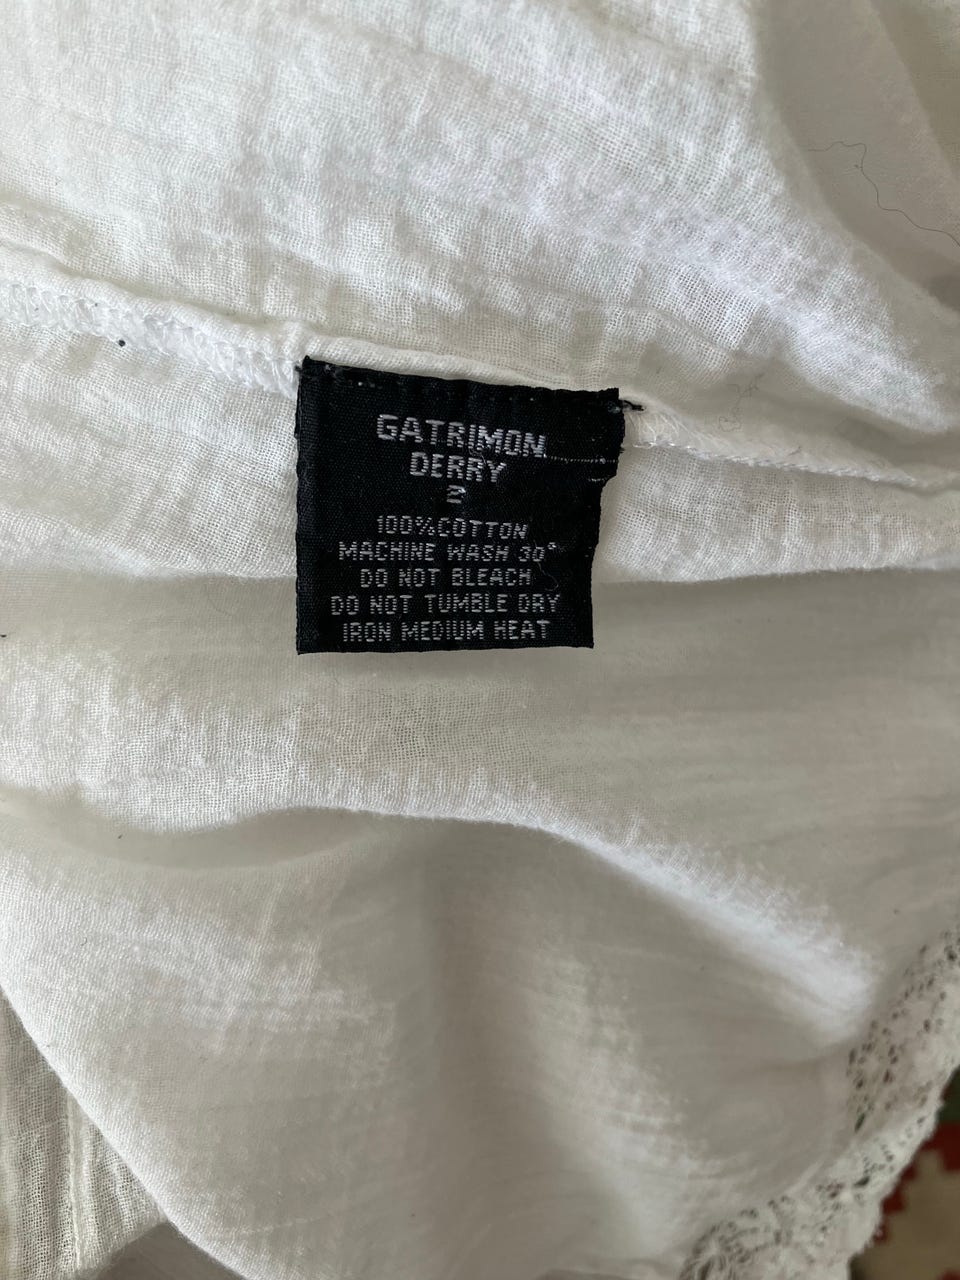 GATRIMON
DERRY
2
100%COTTON
MACHINE WASH 30°
DO NOT BLEACH
DO NOT TUMBLE DRY
IRON MEDIUM HEAT